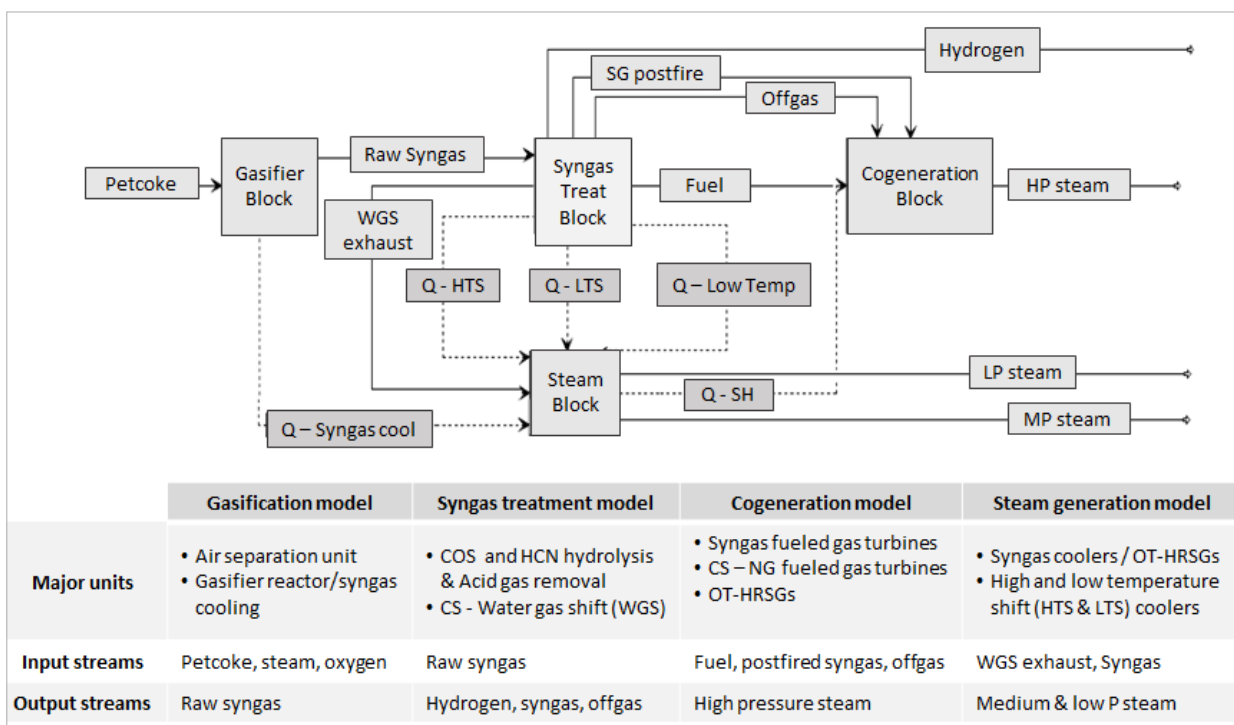 Hydrogen
SG postfire
Offgas
Raw Syngas
Petcoke
Gasifier
Block
Syngas
Treat
Block
Fuel
Cogeneration
Block
HP steam
WGS
exhaust
Q - HTS
Q - LTS
Q – Low Temp
Steam
Block
LP steam
Q - SH
MP steam
Q – Syngas cool
Gasification model
Syngas treatment model
Cogeneration model
Steam generation model
Major units
• Air separation unit
• Gasifier reactor/syngas
cooling
• COS and HCN hydrolysis
& Acid gas removal
• CS - Water gas shift (WGS)
• Syngas fueled gas turbines
• CS – NG fueled gas turbines
• OT-HRSGs
• Syngas coolers / OT-HRSGs
• High and low temperature
shift (HTS & LTS) coolers
Input streams
Petcoke, steam, oxygen
Raw syngas
Fuel, postfired syngas, offgas
WGS exhaust, Syngas
Output streams
Raw syngas
Hydrogen, syngas, offgas
High pressure steam
Medium & low P steam